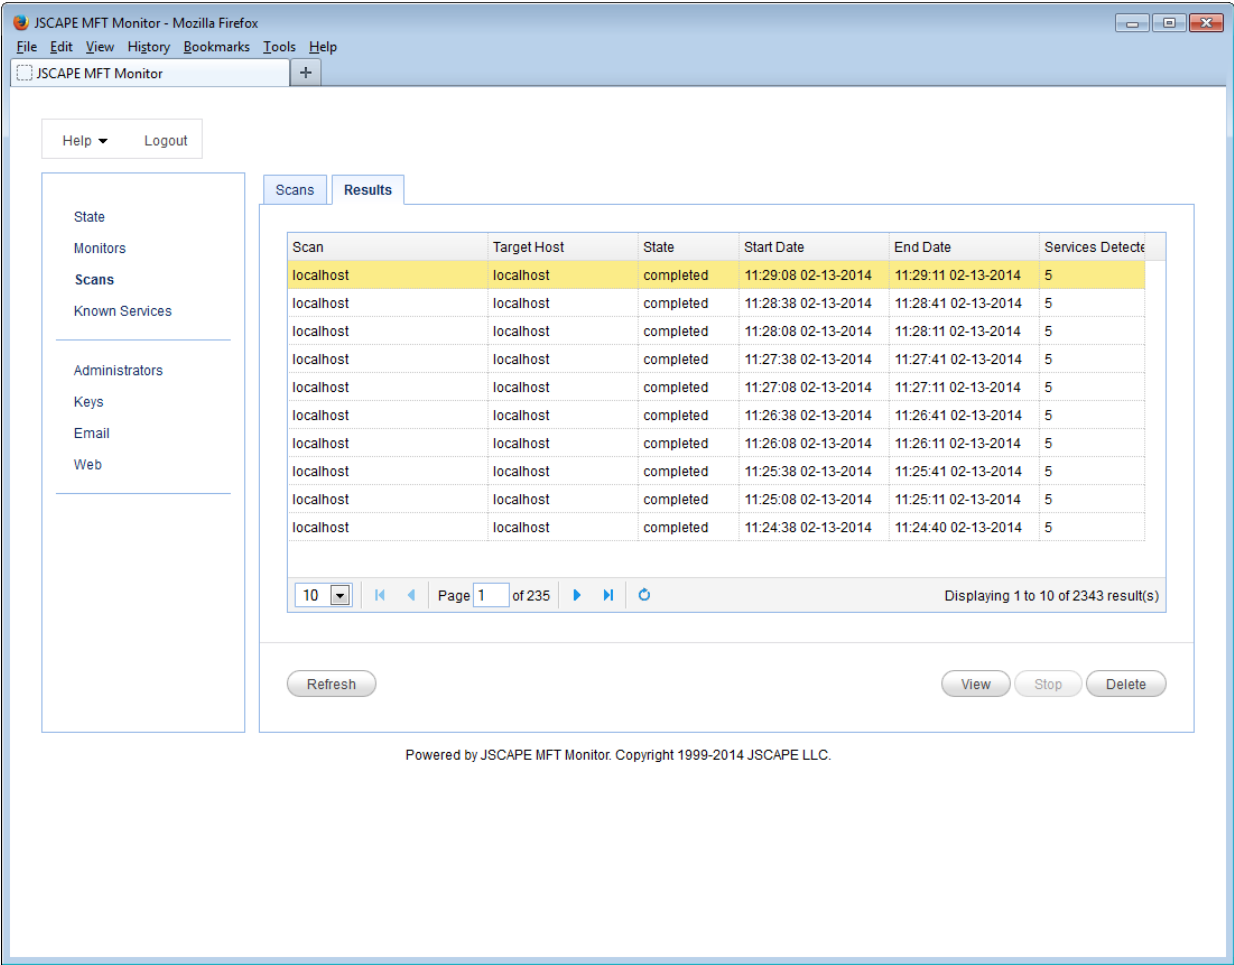 JSCAPE MFT Monitor - Mozilla Firefox
File Edit View History Bookmarks Tools Help
JSCAPE MFT Monitor +
Help Logout
State
Monitors
Scans
Known Services
Administrators
Keys
Email
Web
Scans Results
Scan Target Host State Start Date End Date Services Detecte
localhost localhost completed 11:29:08 02-13-2014 11:29:11 02-13-2014 5
localhost localhost completed 11:28:38 02-13-2014 11:28:41 02-13-2014 5
localhost localhost completed 11:28:08 02-13-2014 11:28:11 02-13-2014 5
localhost localhost completed 11:27:38 02-13-2014 11:27:41 02-13-2014 5
localhost localhost completed 11:27:08 02-13-2014 11:27:11 02-13-2014 5
localhost localhost completed 11:26:38 02-13-2014 11:26:41 02-13-2014 5
localhost localhost completed 11:26:08 02-13-2014 11:26:11 02-13-2014 5
localhost localhost completed 11:25:38 02-13-2014 11:25:41 02-13-2014 5
localhost localhost completed 11:25:08 02-13-2014 11:25:11 02-13-2014 5
localhost localhost completed 11:24:38 02-13-2014 11:24:40 02-13-2014 5
10 Page 1 of 235 Displaying 1 to 10 of 2343 result(s)
Refresh View Stop Delete
Powered by JSCAPE MFT Monitor. Copyright 1999-2014 JSCAPE LLC.